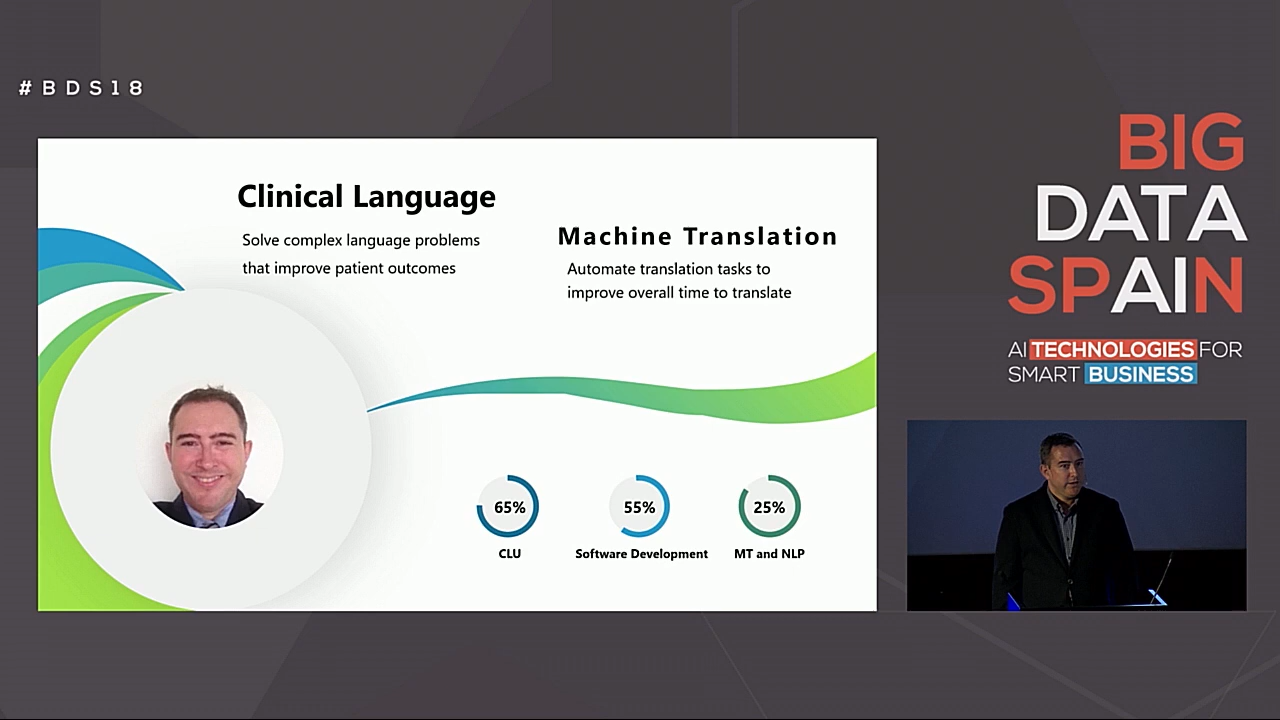 #BDS18
Clinical Language
Solve complex language problems
that improve patient outcomes
Machine Translation
Automate translation tasks to
improve overall time to translate
65%
CLU
55%
Software Development
25%
MT and NLP
BIG
DATA
SPAIN
AI TECHNOLOGIES FOR
SMART BUSINESS